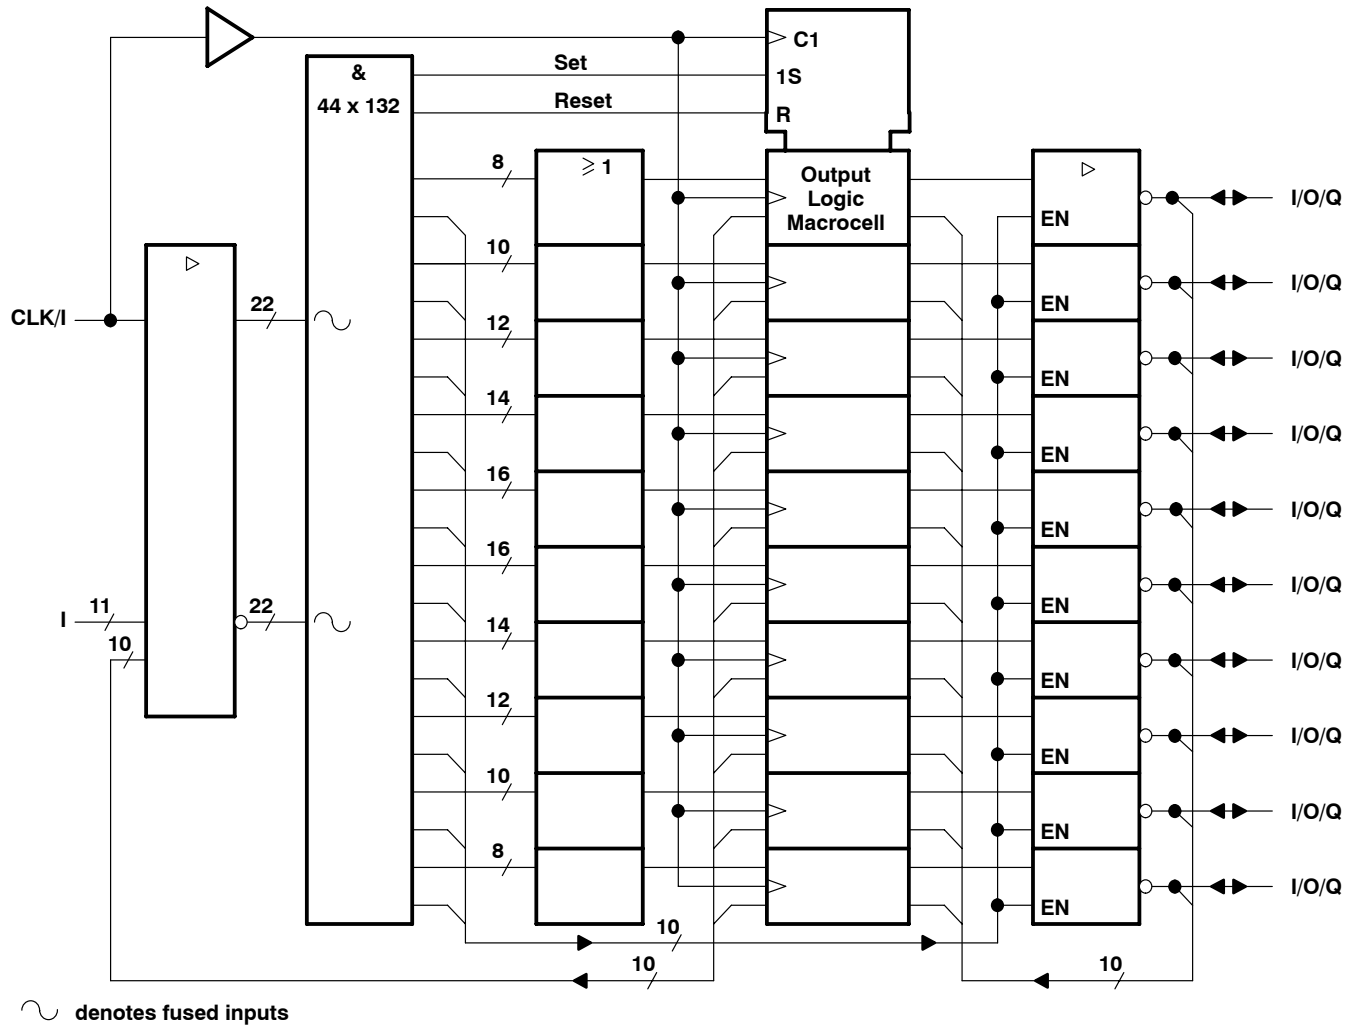 C1
&
Set
1S
44 x 132
Reset
R
8
≥ 1
Output
Logic
Macrocell
I/O/Q
EN
10
I/O/Q
CLK/I
22
EN
12
I/O/Q
EN
14
I/O/Q
EN
16
I/O/Q
EN
16
I/O/Q
EN
I
11
22
14
10
I/O/Q
EN
12
I/O/Q
EN
10
I/O/Q
EN
8
I/O/Q
EN
10
10
10
denotes fused inputs